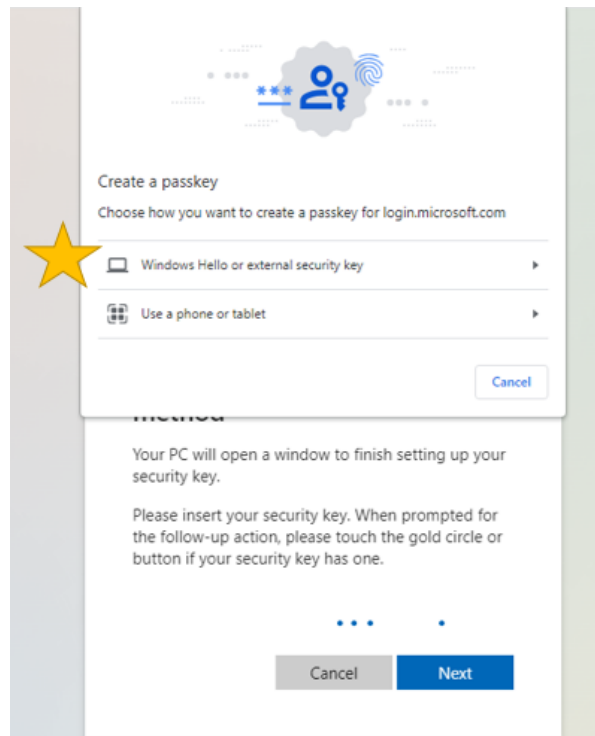 ***
Create a passkey
Choose how you want to create a passkey for login.microsoft.com
Windows Hello or external security key
Use a phone or tablet
Cancel
method
Your PC will open a window to finish setting up your
security key.
Please insert your security key. When prompted for
the follow-up action, please touch the gold circle or
button if your security key has one.
Cancel
Next